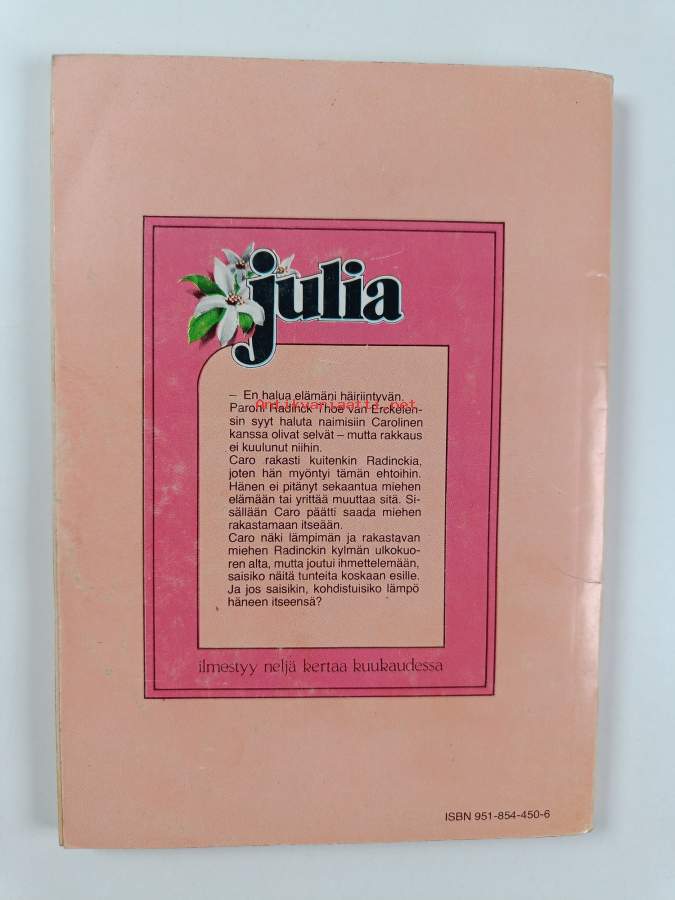 julia
– En halua elämäni häiriintyvän.
Antikvariaatti.net
Paroni Radinck Thoe van Erckelen-
sin syyt haluta naimisiin Carolinen
kanssa olivat selvät – mutta rakkaus
ei kuulunut niihin.
Caro rakasti kuitenkin Radinckia,
joten hän myöntyi tämän ehtoihin.
Hänen ei pitänyt sekaantua miehen
elämään tai yrittää muuttaa sitä. Si-
sällään Caro päätti saada miehen
rakastamaan itseään.
Caro näki lämpimän ja rakastavan
miehen Radinckin kylmän ulkokuo-
ren alta, mutta joutui ihmettelemään,
saisiko näitä tunteita koskaan esille.
Ja jos saisikin, kohdistuisiko lämpö
häneen itseensä?
ilmestyy neljä kertaa kuukaudessa
ISBN 951-854-450-6